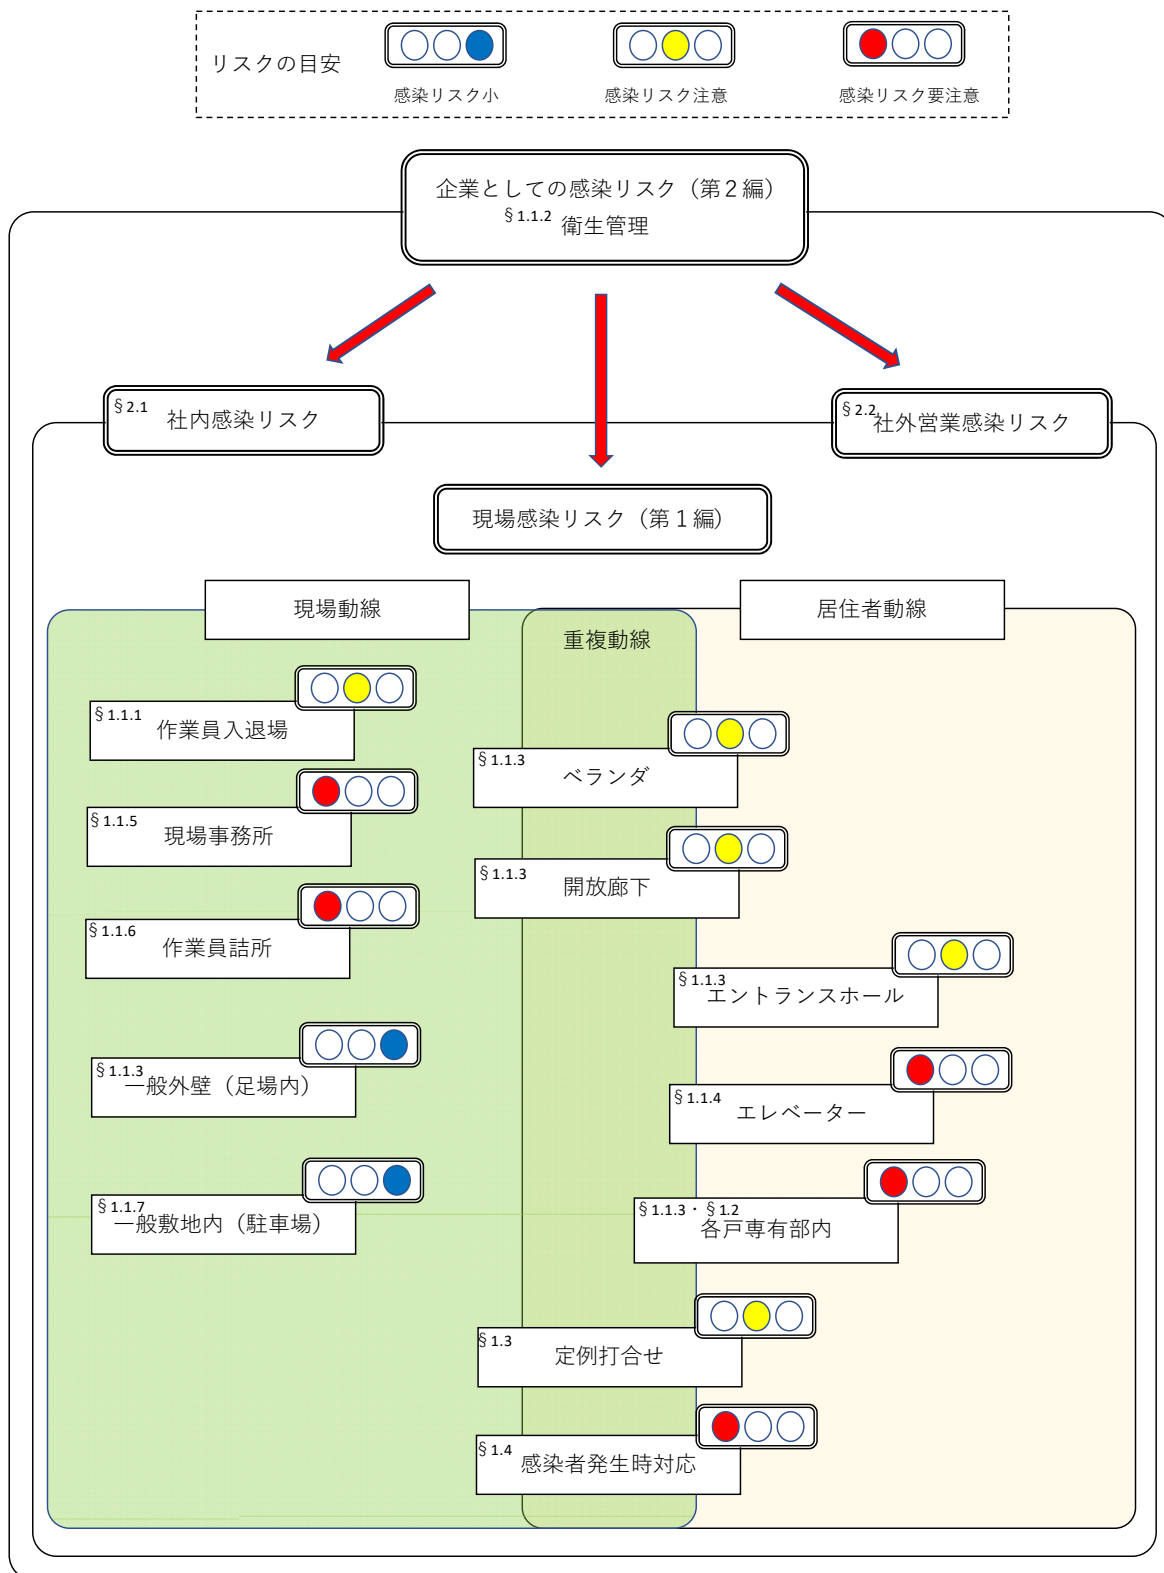 リスクの目安
感染リスク小
感染リスク注意
感染リスク要注意
企業としての感染リスク（第２編）
§1.1.2 衛生管理
§2.1 社内感染リスク
§2.2 社外営業感染リスク
現場感染リスク（第１編）
現場動線
重複動線
居住者動線
§1.1.1 作業員入退場
§1.1.5 現場事務所
§1.1.6 作業員詰所
§1.1.3 一般外壁（足場内）
§1.1.7 一般敷地内（駐車場）
§1.1.3 ベランダ
§1.1.3 開放廊下
§1.1.3 エントランスホール
§1.1.4 エレベーター
§1.1.3・§1.2 各戸専有部内
§1.3 定例打合せ
§1.4 感染者発生時対応